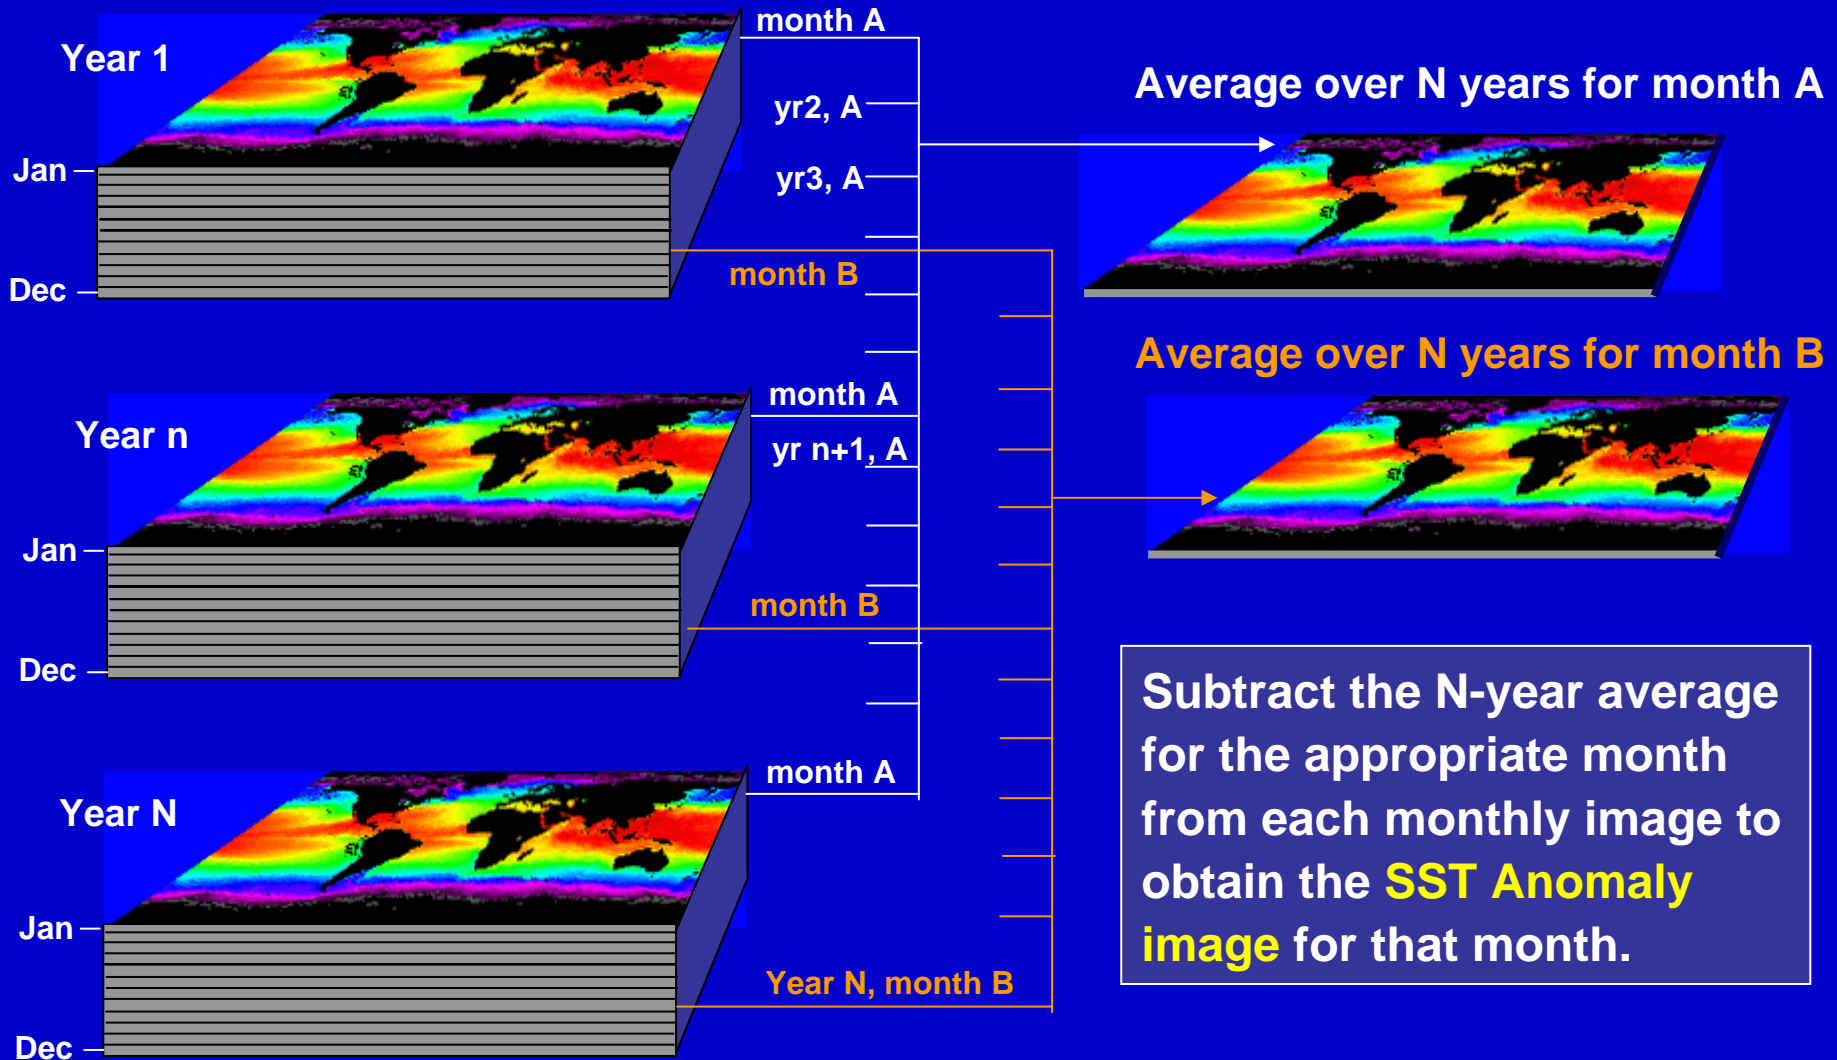 month A
Year 1
Average over N years for month A
yr2, A
Jan
yr3, A
month B
Dec
Average over N years for month B
month A
Year n
yr n+1, A
Jan
month B
Dec
Subtract the N-year average
for the appropriate month
from each monthly image to
obtain the SST Anomaly
image for that month.
month A
Year N
Jan
Year N, month B
Dec